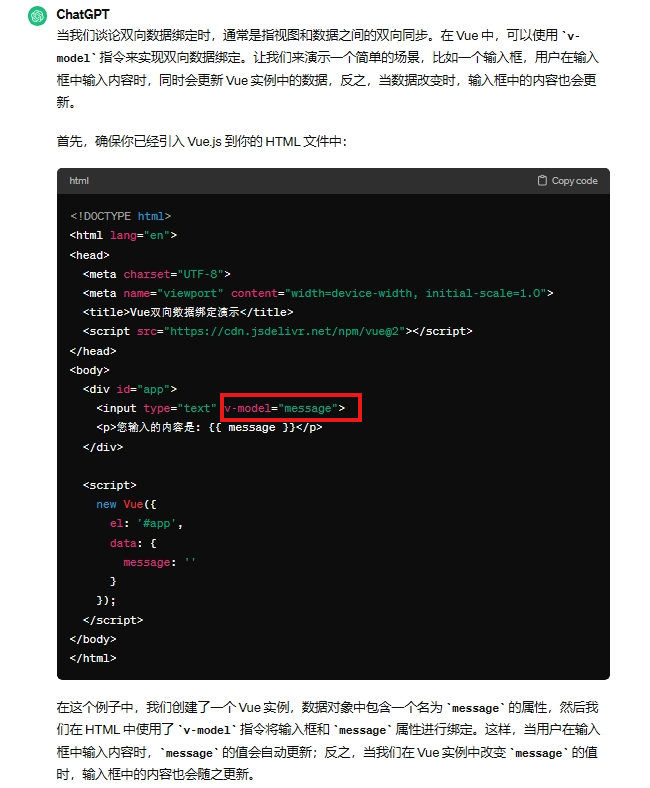 ChatGPT
当我们谈论双向数据绑定时，通常是指视图和数据之间的双向同步。在 Vue 中，可以使用 `v-
model` 指令来实现双向数据绑定。让我们来演示一个简单的场景，比如一个输入框，用户在输入
框中输入内容时，同时会更新 Vue 实例中的数据，反之，当数据改变时，输入框中的内容也会更
新。
首先，确保你已经引入 Vue.js 到你的 HTML 文件中：
html Copy code
<!DOCTYPE html>
<html lang="en">
<head>
  <meta charset="UTF-8">
  <meta name="viewport" content="width=device-width, initial-scale=1.0">
  <title>Vue双向数据绑定演示</title>
  <script src="https://cdn.jsdelivr.net/npm/vue@2"></script>
</head>
<body>
  <div id="app">
    <input type="text" v-model="message">
    <p>您输入的内容是: {{ message }}</p>
  </div>
  <script>
    new Vue({
      el: '#app',
      data: {
        message: ''
      }
    });
  </script>
</body>
</html>
在这个例子中，我们创建了一个 Vue 实例，数据对象中包含一个名为 `message` 的属性，然后我
们在 HTML 中使用了 `v-model` 指令将输入框和 `message` 属性进行绑定。这样，当用户在输入
框中输入内容时，`message` 的值会自动更新；反之，当我们在 Vue 实例中改变 `message` 的值
时，输入框中的内容也会随之更新。